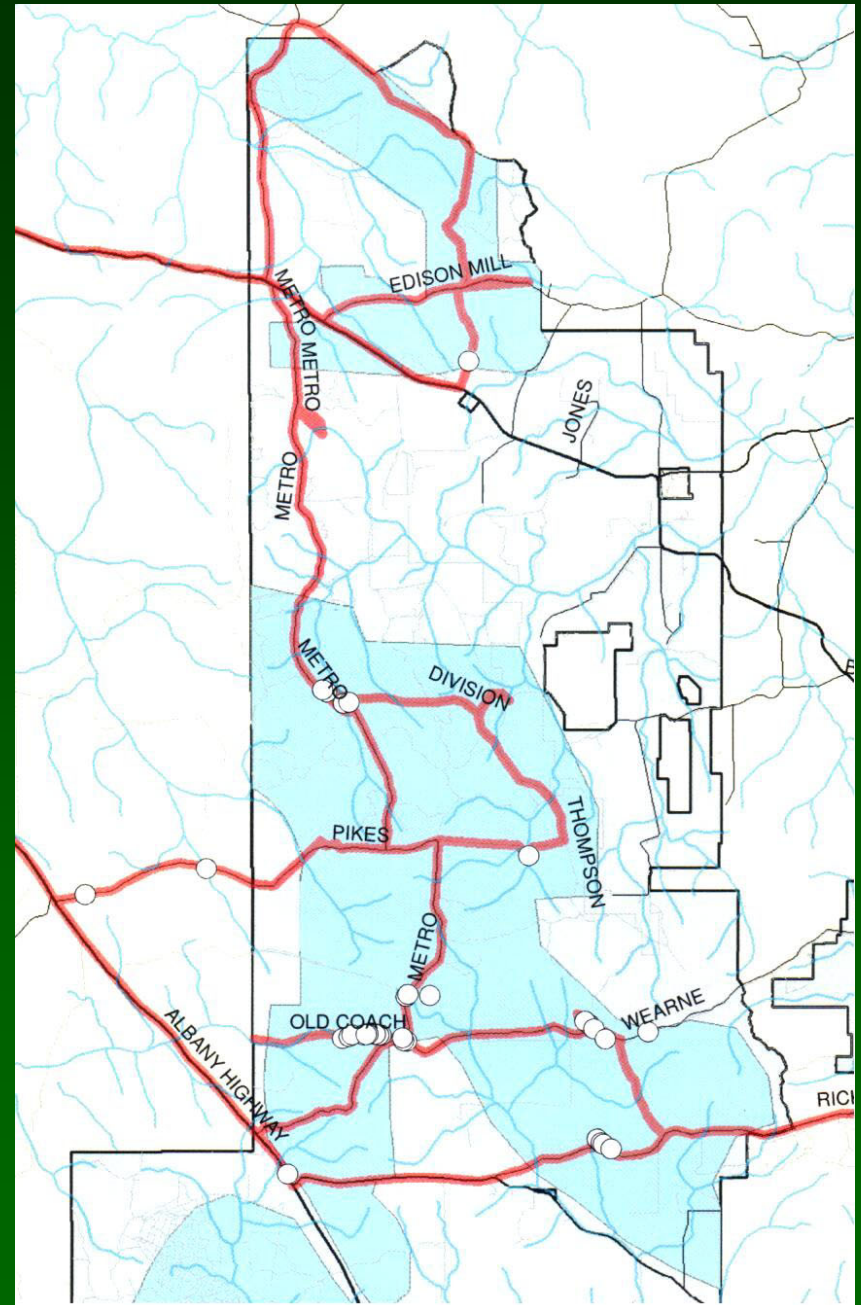 EDISON MILL
METRO
METRO
JONES
METRO
METRO
DIVISION
PIKES
THOMPSON
METRO
OLD COACH
WEARNE
ALBANY HIGHWAY
RICH